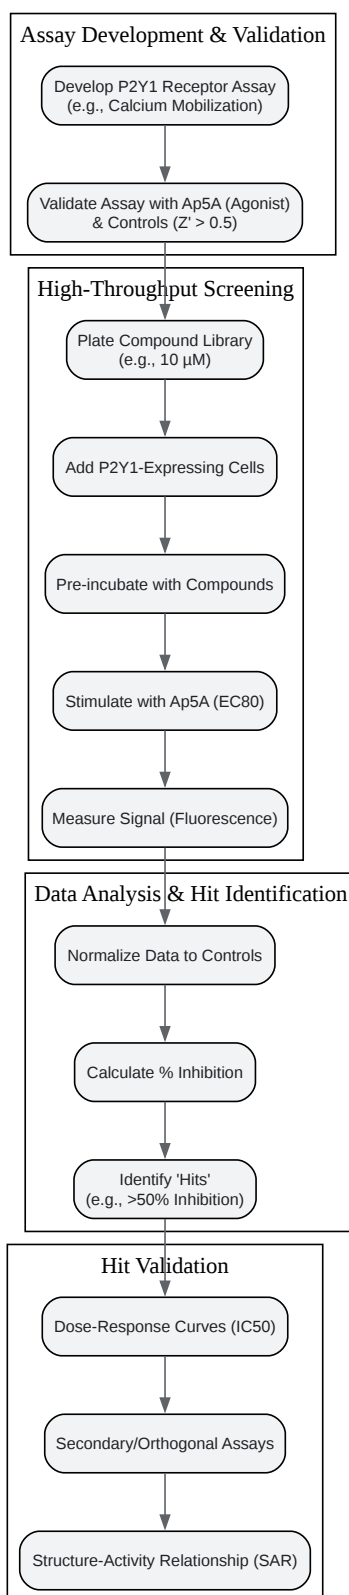 Assay Development & Validation
Develop P2Y1 Receptor Assay
(e.g., Calcium Mobilization)
Validate Assay with Ap5A (Agonist)
& Controls (Z' > 0.5)
High-Throughput Screening
Plate Compound Library
(e.g., 10 µM)
Add P2Y1-Expressing Cells
Pre-incubate with Compounds
Stimulate with Ap5A (EC80)
Measure Signal (Fluorescence)
Data Analysis & Hit Identification
Normalize Data to Controls
Calculate % Inhibition
Identify 'Hits'
(e.g., >50% Inhibition)
Hit Validation
Dose-Response Curves (IC50)
Secondary/Orthogonal Assays
Structure-Activity Relationship (SAR)